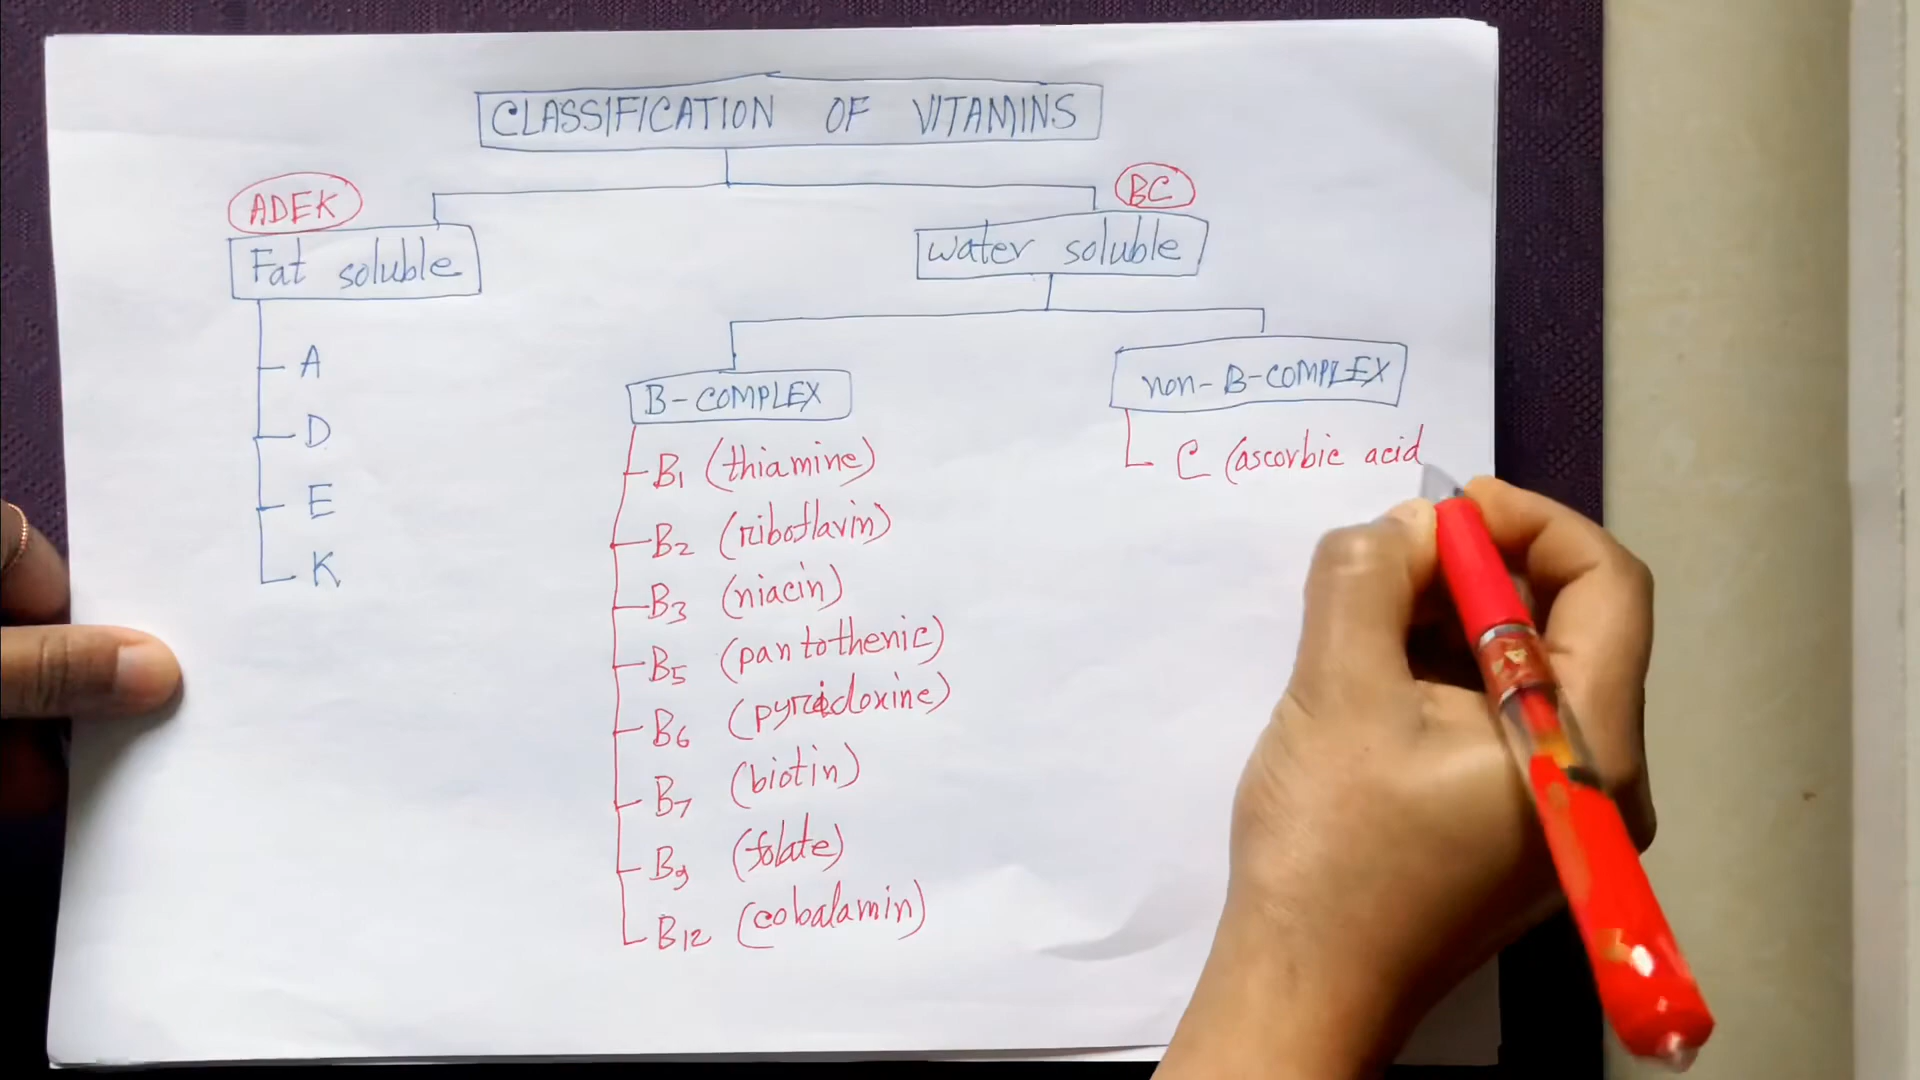 CLASSIFICATION OF VITAMINS
ADEK
BC
Fat soluble
water soluble
A
D
E
K
B-COMPLEX
B1 (thiamine)
B2 (riboflavin)
B3 (niacin)
B5 (pantothenic)
B6 (pyridoxine)
B7 (biotin)
B9 (folate)
B12 (cobalamin)
non-B-COMPLEX
C (ascorbic acid